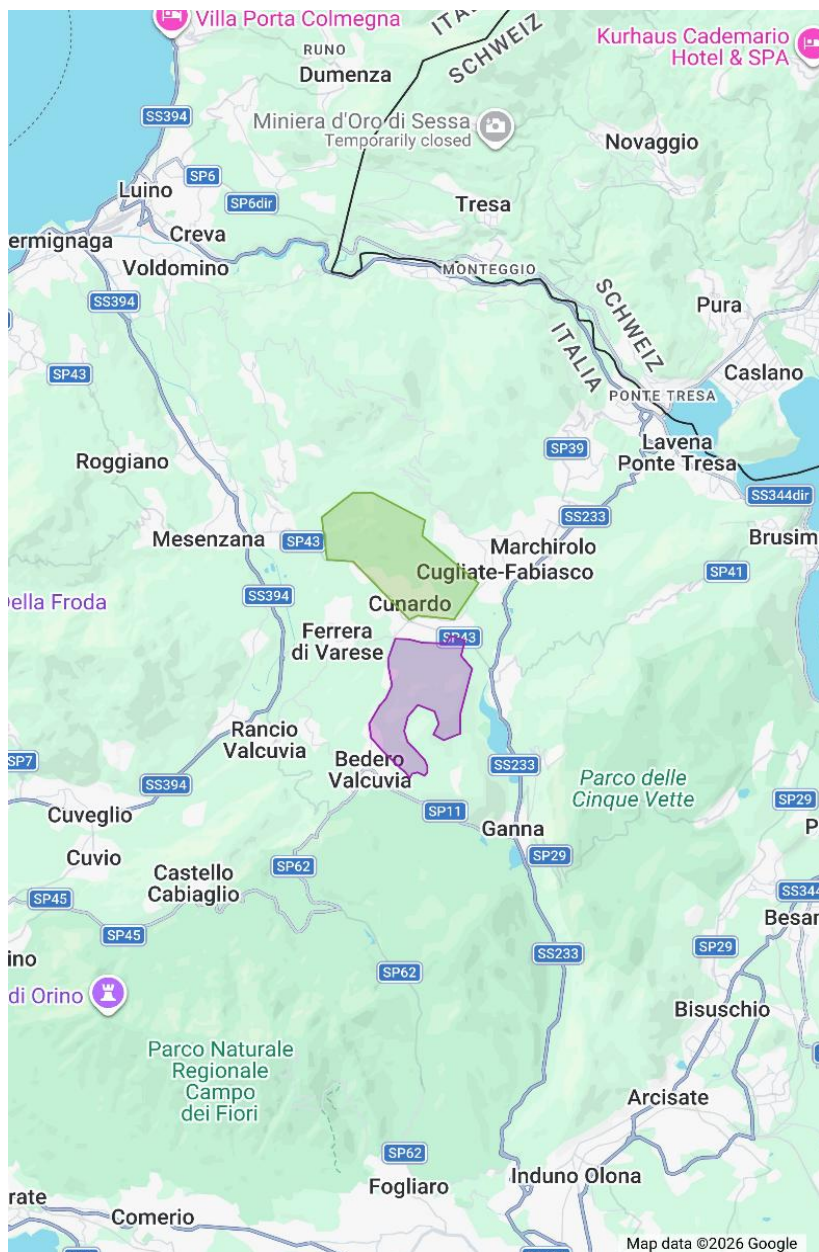 Villa Porta Colmegna
ITALIA
SCHWEIZ
RUNO
Dumenza
Kurhaus Cademario
Hotel & SPA
SS394
Miniera d'Oro di Sessa
Temporarily closed
Novaggio
SP6
Luino
SP6dir
Tresa
ermignaga
Creva
Voldomino
MONTEGGIO
SS394
SCHWEIZ
ITALIA
Pura
SP43
Caslano
PONTE TRESA
SP39
Lavena
Ponte Tresa
Roggiano
SS344dir
SS233
Mesenzana
SP43
Marchirolo
Brusim
Cugliate-Fabiasco
SP41
Della Froda
SS394
Cunardo
Ferrera
di Varese
SP43
Rancio
Valcuvia
SP7
Bedero
Valcuvia
SS233
Parco delle
Cinque Vette
SS394
SP29
Cuveglio
SP11
Ganna
P
Cuvio
SP29
Castello
Cabiaglio
SP62
SS344
SP45
Besar
SP45
ino
SS233
SP29
SP62
di Orino
Bisuschio
Parco Naturale
Regionale
Campo
dei Fiori
Arcisate
SP62
Induno Olona
Fogliaro
rate
Comerio
Map data ©2026 Google